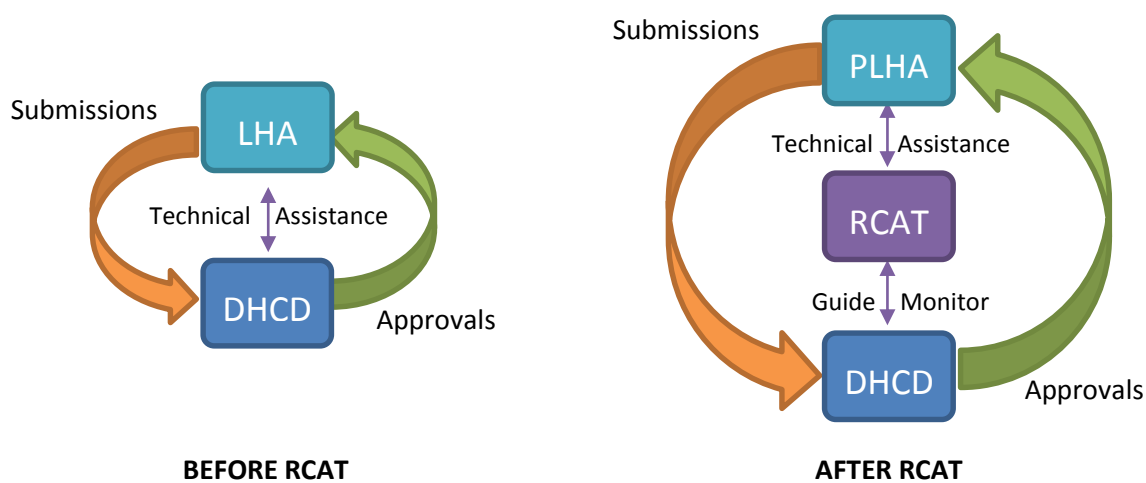 Submissions
LHA
Technical Assistance
DHCD
Approvals
BEFORE RCAT
Submissions
PLHA
Technical Assistance
RCAT
Guide Monitor
DHCD
Approvals
AFTER RCAT